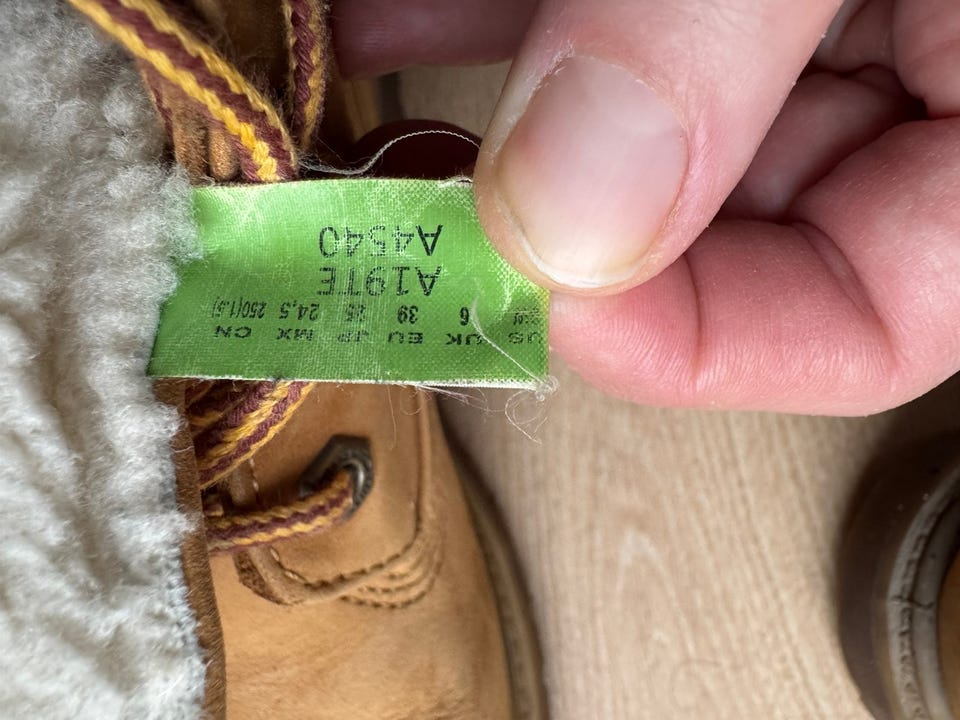 US UK EU JP MX CN
6 39 25 24,5 250(1.5)
A19TE
A4540